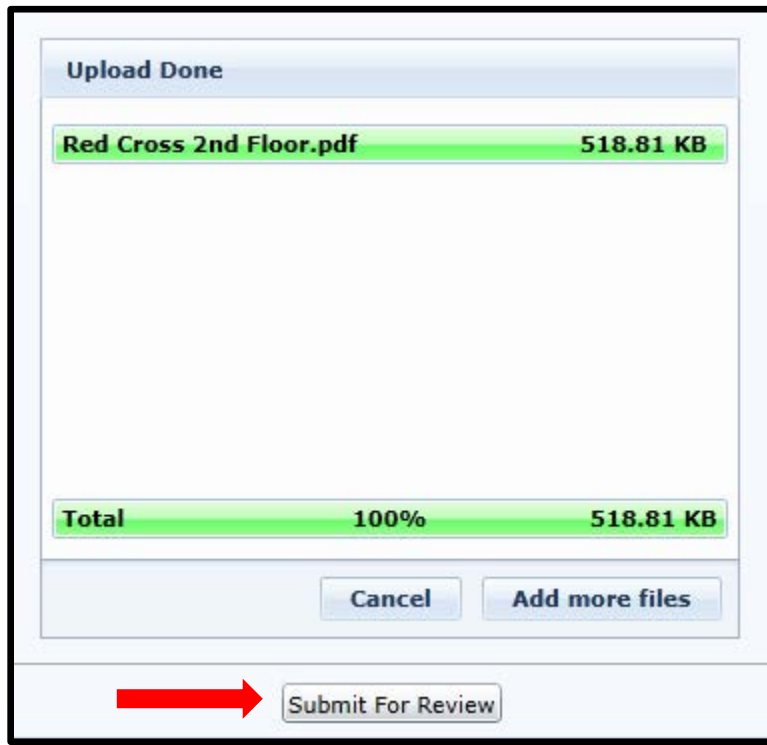 Upload Done
Red Cross 2nd Floor.pdf 518.81 KB
Total 100% 518.81 KB
Cancel Add more files
Submit For Review